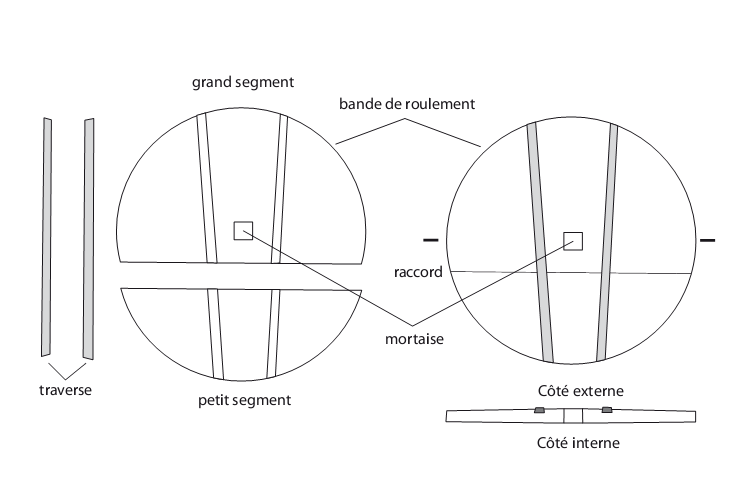 grand segment
bande de roulement
raccord
mortaise
traverse
petit segment
Côté externe
Côté interne